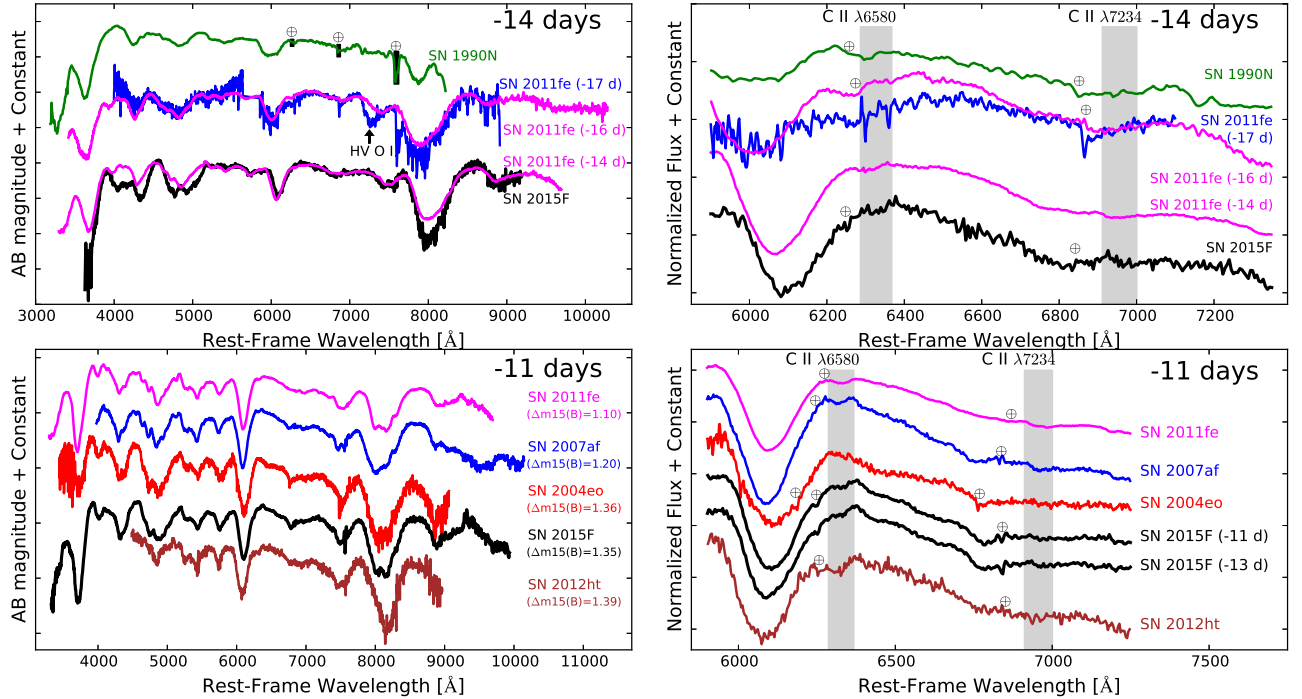 -14 days
AB magnitude + Constant
SN 1990N
SN 2011fe (-17 d)
SN 2011fe (-16 d)
HV O I
SN 2011fe (-14 d)
SN 2015F
3000 4000 5000 6000 7000 8000 9000 10000
Rest-Frame Wavelength [Å]
C II λ6580
C II λ7234
-14 days
Normalized Flux + Constant
SN 1990N
SN 2011fe
(-17 d)
SN 2011fe (-16 d)
SN 2011fe (-14 d)
SN 2015F
6000 6200 6400 6600 6800 7000 7200
Rest-Frame Wavelength [Å]
-11 days
AB magnitude + Constant
SN 2011fe
(Δm15(B)=1.10)
SN 2007af
(Δm15(B)=1.20)
SN 2004eo
(Δm15(B)=1.36)
SN 2015F
(Δm15(B)=1.35)
SN 2012ht
(Δm15(B)=1.39)
4000 5000 6000 7000 8000 9000 10000 11000
Rest-Frame Wavelength [Å]
C II λ6580
C II λ7234
-11 days
Normalized Flux + Constant
SN 2011fe
SN 2007af
SN 2004eo
SN 2015F (-11 d)
SN 2015F (-13 d)
SN 2012ht
6000 6500 7000 7500
Rest-Frame Wavelength [Å]